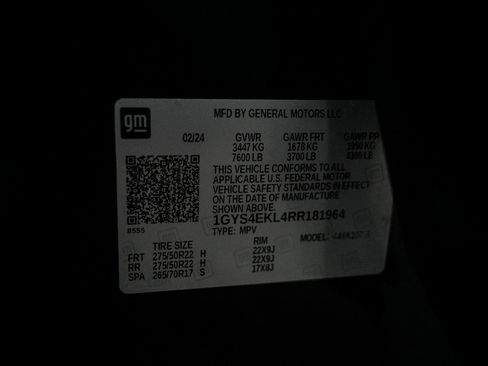 gm
MFD BY GENERAL MOTORS LLC
02/24 GVWR GAWR FRT GAWR RR
3447 KG 1678 KG 1950 KG
7600 LB 3700 LB 4300 LB
THIS VEHICLE CONFORMS TO ALL
APPLICABLE U.S. FEDERAL MOTOR
VEHICLE SAFETY STANDARDS IN EFFECT
ON THE DATE OF MANUFACTURE
SHOWN ABOVE.
8555
1GYS4EKL4RR181964
TYPE: MPV
TIRE SIZE RIM MODEL:
FRT 275/50R22 H 22X9J
RR 275/50R22 H 22X9J
SPA 265/70R17 S 17X8J